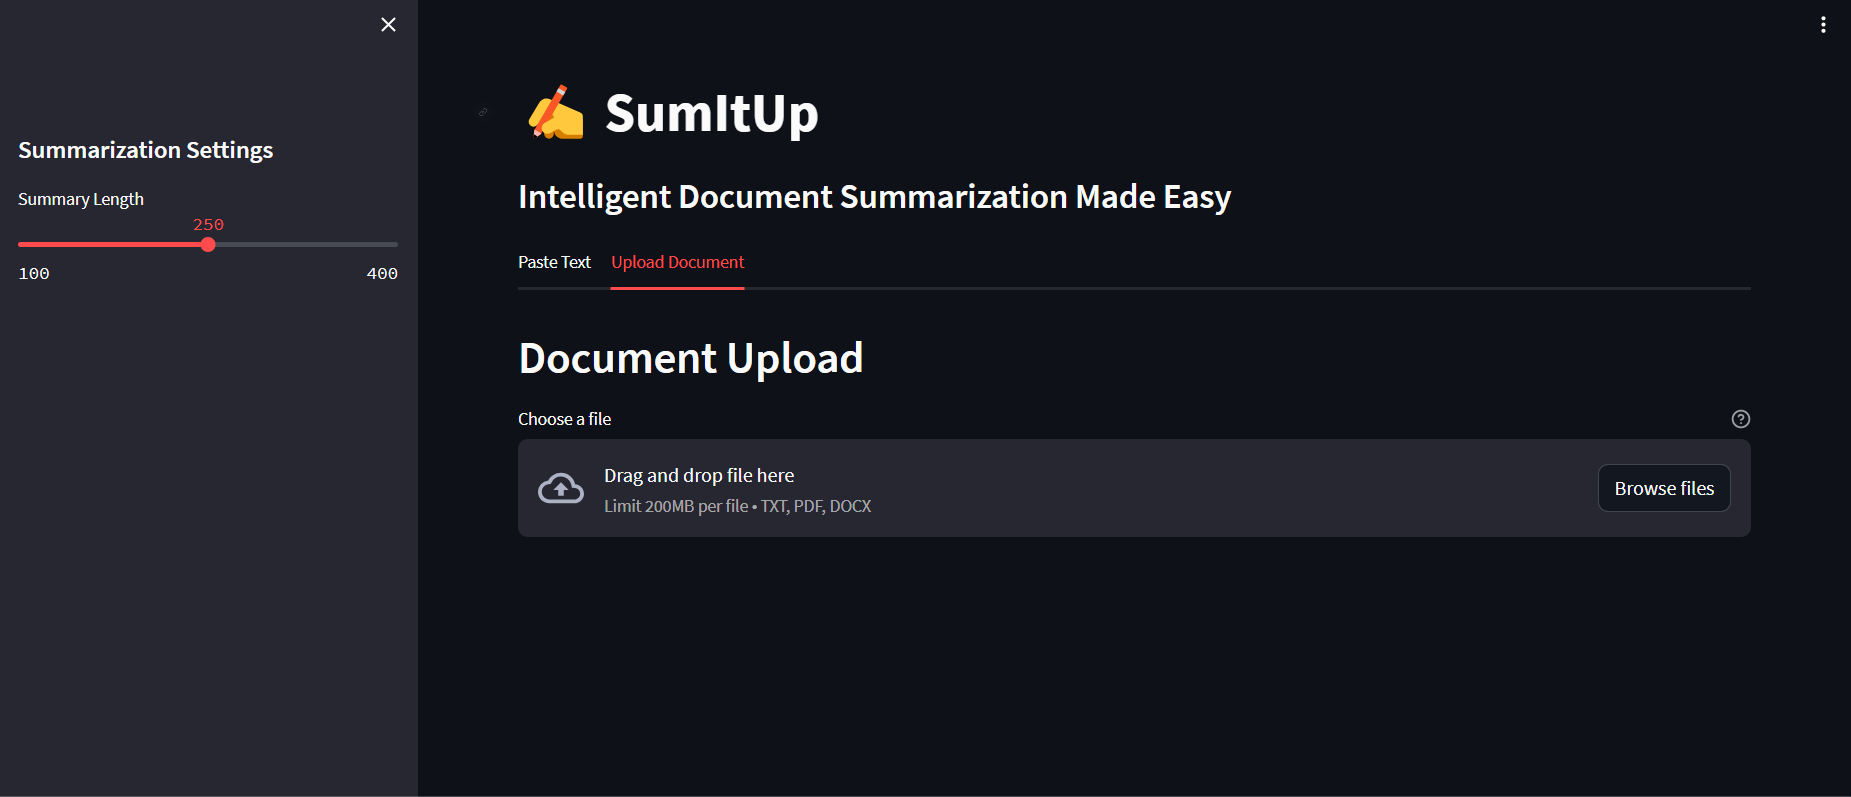 Summarization Settings
Summary Length
250
100 400
SumItUp
Intelligent Document Summarization Made Easy
Paste Text Upload Document
Document Upload
Choose a file
Drag and drop file here
Limit 200MB per file • TXT, PDF, DOCX
Browse files